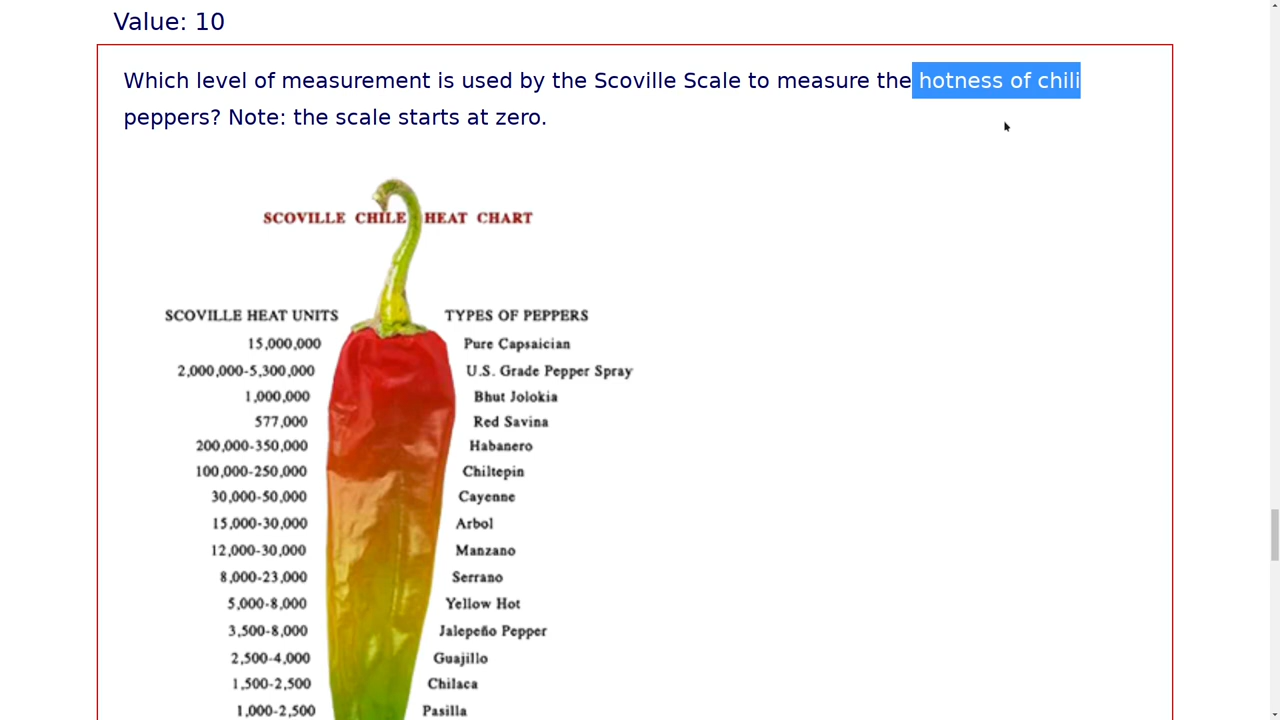 Value: 10
Which level of measurement is used by the Scoville Scale to measure the hotness of chili
peppers? Note: the scale starts at zero.
SCOVILLE CHILE HEAT CHART
SCOVILLE HEAT UNITS TYPES OF PEPPERS
15,000,000 Pure Capsaician
2,000,000-5,300,000 U.S. Grade Pepper Spray
1,000,000 Bhut Jolokia
577,000 Red Savina
200,000-350,000 Habanero
100,000-250,000 Chiltepin
30,000-50,000 Cayenne
15,000-30,000 Arbol
12,000-30,000 Manzano
8,000-23,000 Serrano
5,000-8,000 Yellow Hot
3,500-8,000 Jalepeño Pepper
2,500-4,000 Guajillo
1,500-2,500 Chilaca
1,000-2,500 Pasilla